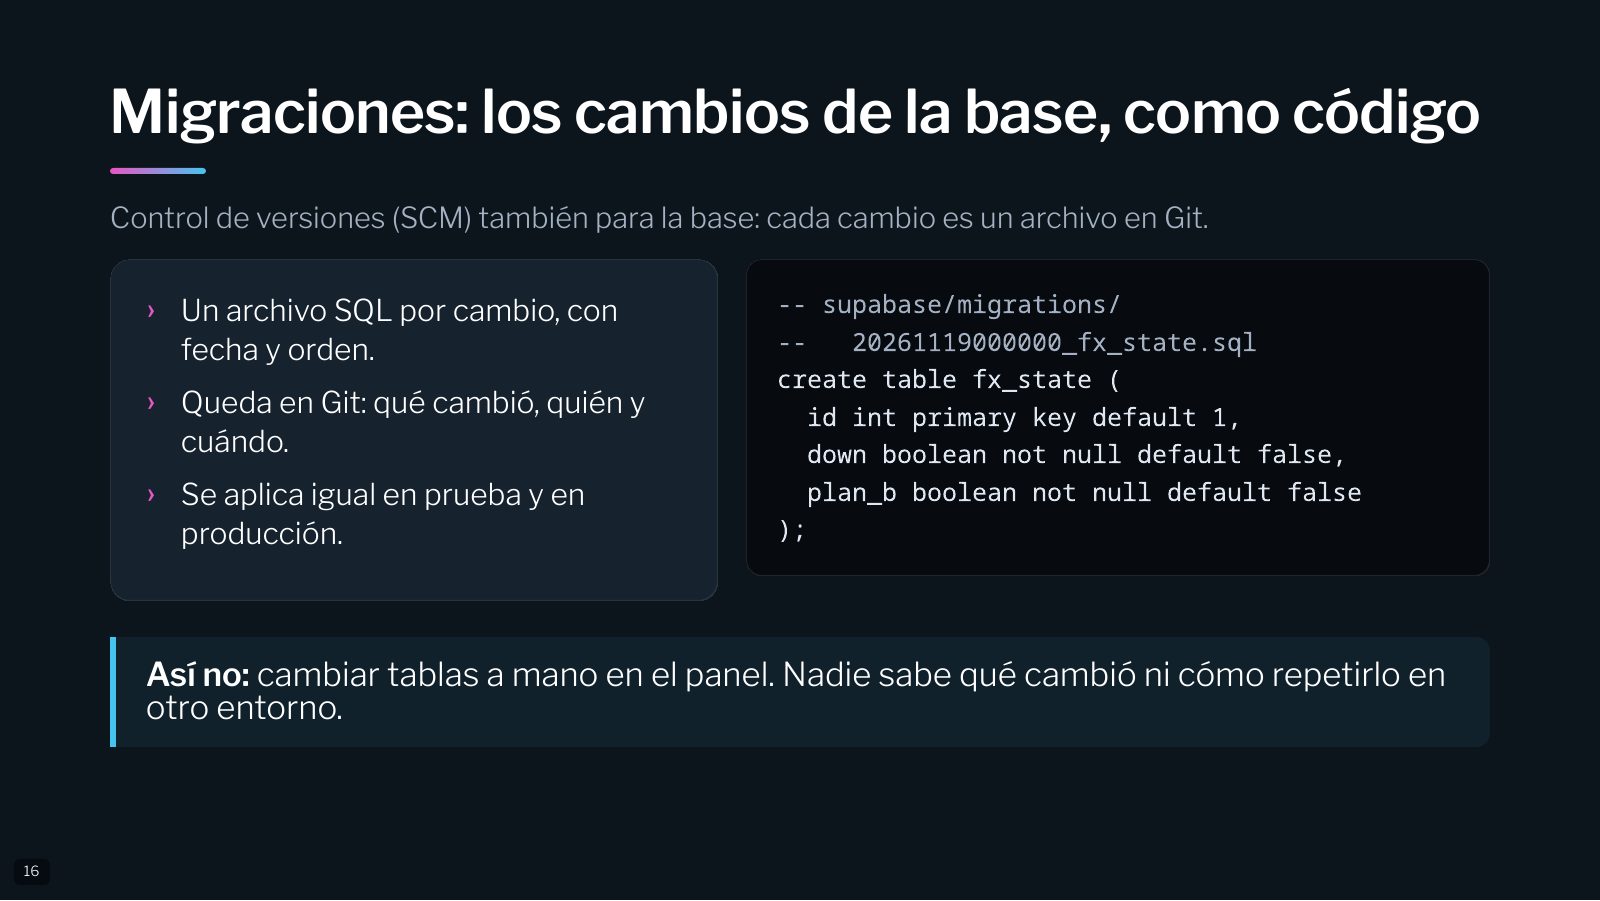 Migraciones: los cambios de la base, como código
Control de versiones (SCM) también para la base: cada cambio es un archivo en Git.
› Un archivo SQL por cambio, con
fecha y orden.
› Queda en Git: qué cambió, quién y
cuándo.
› Se aplica igual en prueba y en
producción.
-- supabase/migrations/
--   20261119000000_fx_state.sql
create table fx_state (
  id int primary key default 1,
  down boolean not null default false,
  plan_b boolean not null default false
);
Así no: cambiar tablas a mano en el panel. Nadie sabe qué cambió ni cómo repetirlo en
otro entorno.
16